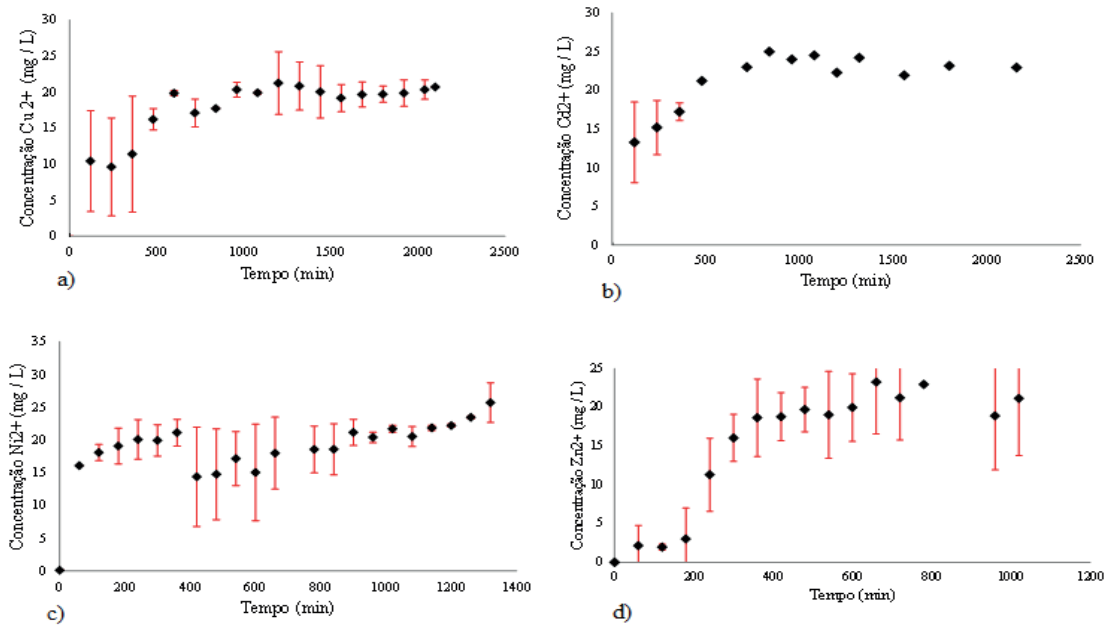 Concentração Cu 2+ (mg / L)
30
25
20
15
10
5
0
0 500 1000 1500 2000 2500
Tempo (min)
a)
Concentração Cd2+ (mg / L)
30
25
20
15
10
5
0
0 500 1000 1500 2000 2500
Tempo (min)
b)
Concentração Ni2+ (mg / L)
35
30
25
20
15
10
5
0
0 200 400 600 800 1000 1200 1400
Tempo (min)
c)
Concentração Zn2+ (mg / L)
25
20
15
10
5
0
0 200 400 600 800 1000 1200
Tempo (min)
d)